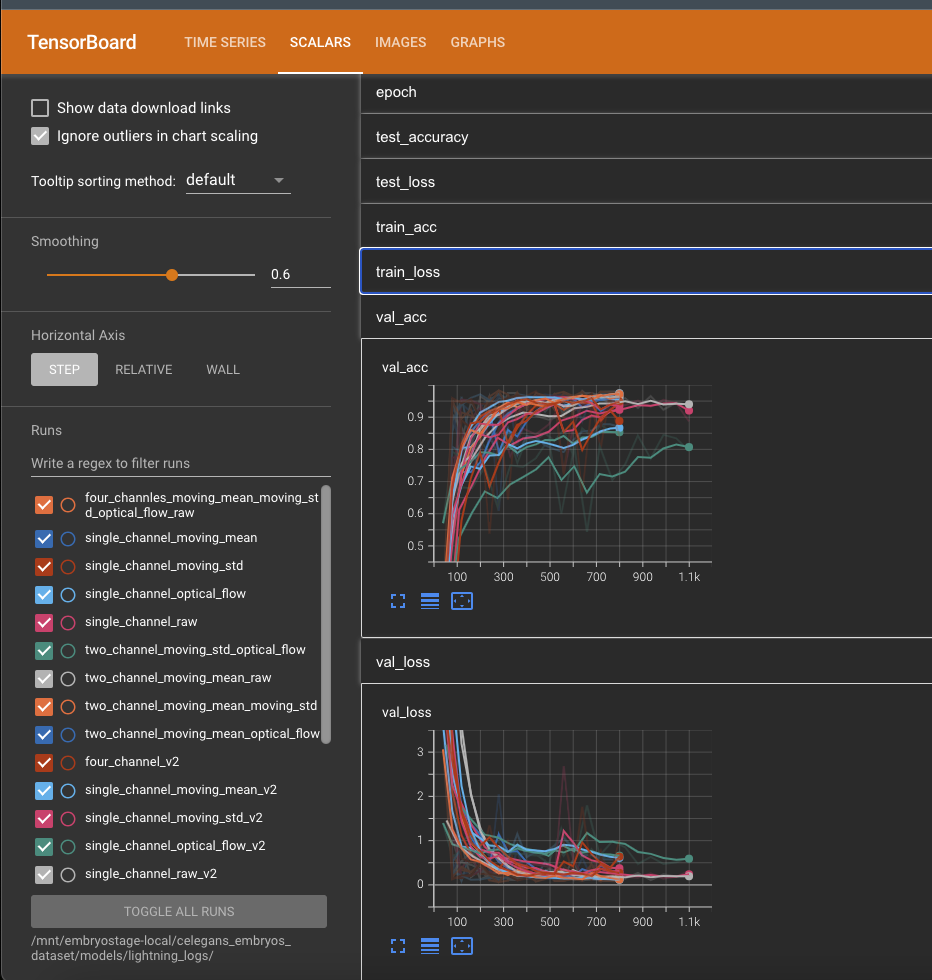 TensorBoard
TIME SERIES
SCALARS
IMAGES
GRAPHS
Show data download links
Ignore outliers in chart scaling
Tooltip sorting method:
default
Smoothing
0.6
Horizontal Axis
STEP
RELATIVE
WALL
Runs
Write a regex to filter runs
four_channles_moving_mean_moving_st
d_optical_flow_raw
single_channel_moving_mean
single_channel_moving_std
single_channel_optical_flow
single_channel_raw
two_channel_moving_std_optical_flow
two_channel_moving_mean_raw
two_channel_moving_mean_moving_std
two_channel_moving_mean_optical_flow
four_channel_v2
single_channel_moving_mean_v2
single_channel_moving_std_v2
single_channel_optical_flow_v2
single_channel_raw_v2
TOGGLE ALL RUNS
/mnt/embryostage-local/celegans_embryos_
dataset/models/lightning_logs/
epoch
test_accuracy
test_loss
train_acc
train_loss
val_acc
val_acc
0.9
0.8
0.7
0.6
0.5
100 300 500 700 900 1.1k
val_loss
val_loss
3
2
1
0
100 300 500 700 900 1.1k